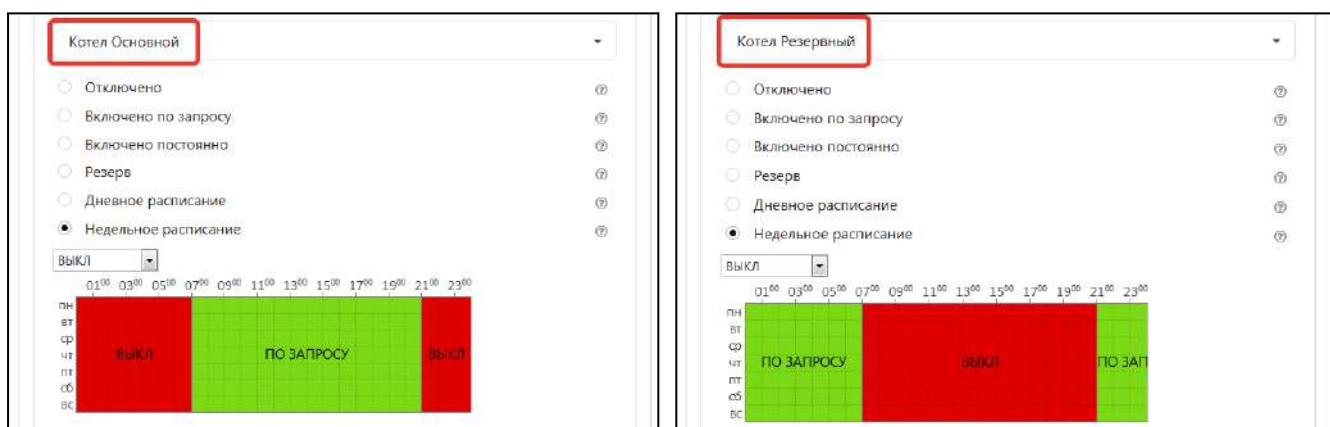 Котел Основной
Отключено
Включено по запросу
Включено постоянно
Резерв
Дневное расписание
Недельное расписание
ВЫКЛ
01⁰⁰ 03⁰⁰ 05⁰⁰ 07⁰⁰ 09⁰⁰ 11⁰⁰ 13⁰⁰ 15⁰⁰ 17⁰⁰ 19⁰⁰ 21⁰⁰ 23⁰⁰
пн
вт
ср
чт
пт
сб
вс
ВЫКЛ ПО ЗАПРОСУ ВЫКЛ
Котел Резервный
Отключено
Включено по запросу
Включено постоянно
Резерв
Дневное расписание
Недельное расписание
ВЫКЛ
01⁰⁰ 03⁰⁰ 05⁰⁰ 07⁰⁰ 09⁰⁰ 11⁰⁰ 13⁰⁰ 15⁰⁰ 17⁰⁰ 19⁰⁰ 21⁰⁰ 23⁰⁰
пн
вт
ср
чт
пт
сб
вс
ПО ЗАПРОСУ ВЫКЛ ПО ЗАП